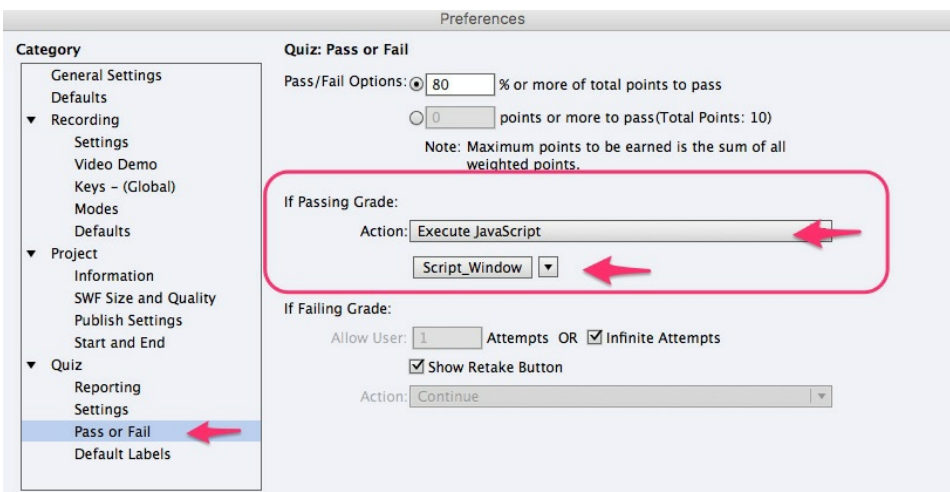 Preferences
Category
General Settings
Defaults
Recording
Settings
Video Demo
Keys – (Global)
Modes
Defaults
Project
Information
SWF Size and Quality
Publish Settings
Start and End
Quiz
Reporting
Settings
Pass or Fail
Default Labels
Quiz: Pass or Fail
Pass/Fail Options: 80 % or more of total points to pass
0 points or more to pass(Total Points: 10)
Note: Maximum points to be earned is the sum of all
weighted points.
If Passing Grade:
Action: Execute JavaScript
Script_Window
If Failing Grade:
Allow User: 1 Attempts OR Infinite Attempts
Show Retake Button
Action: Continue